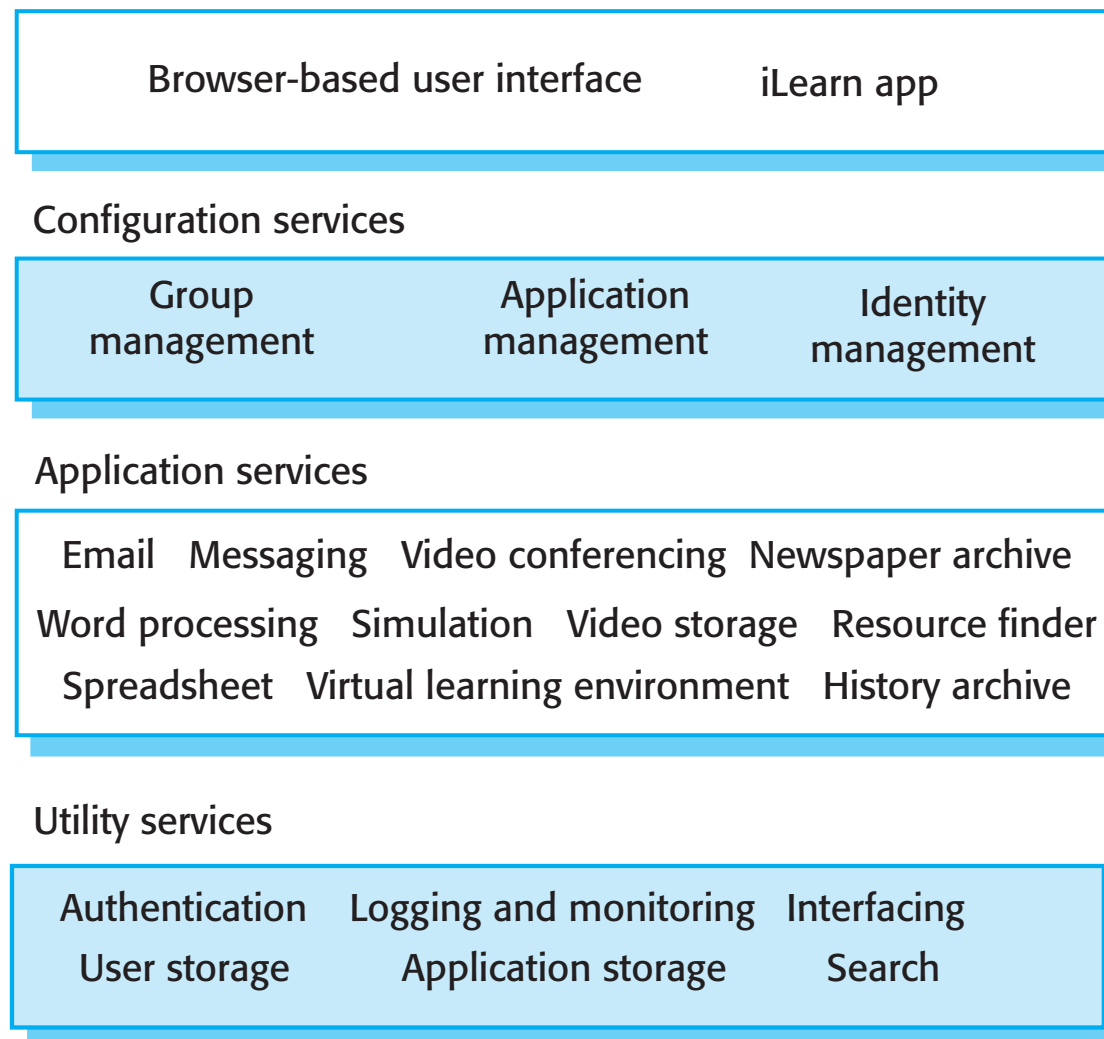 Browser-based user interface iLearn app
Configuration services
Group management Application management Identity management
Application services
Email Messaging Video conferencing Newspaper archive
Word processing Simulation Video storage Resource finder
Spreadsheet Virtual learning environment History archive
Utility services
Authentication Logging and monitoring Interfacing
User storage Application storage Search